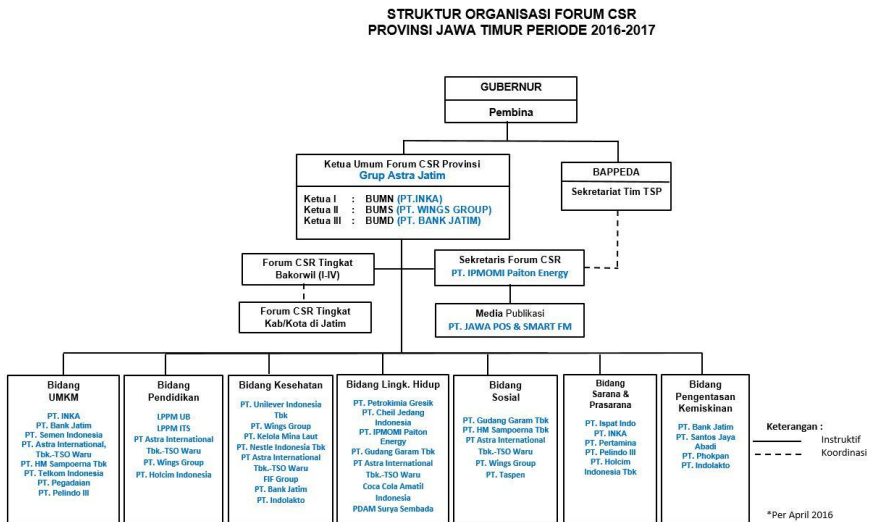 STRUKTUR ORGANISASI FORUM CSR
PROVINSI JAWA TIMUR PERIODE 2016-2017
GUBERNUR
Pembina
Ketua Umum Forum CSR Provinsi
Grup Astra Jatim
Ketua I : BUMN (PT.INKA)
Ketua II : BUMS (PT. WINGS GROUP)
Ketua III : BUMD (PT. BANK JATIM)
BAPPEDA
Sekretariat Tim TSP
Forum CSR Tingkat
Bakorwil (I-IV)
Sekretaris Forum CSR
PT. IPMOMI Paiton Energy
Forum CSR Tingkat
Kab/Kota di Jatim
Media Publikasi
PT. JAWA POS & SMART FM
Bidang
UMKM
PT. INKA
PT. Bank Jatim
PT. Semen Indonesia
PT. Astra International,
Tbk.-TSO Waru
PT. HM Sampoerna Tbk
PT. Telkom Indonesia
PT. Pegadaian
PT. Pelindo III
Bidang
Pendidikan
LPPM UB
LPPM ITS
PT Astra International
Tbk.-TSO Waru
PT. Wings Group
PT. Holcim Indonesia
Bidang Kesehatan
PT. Unilever Indonesia
Tbk
PT. Wings Group
PT. Kelola Mina Laut
PT. Nestle Indonesia Tbk
PT Astra International
Tbk.-TSO Waru
FIF Group
PT. Bank Jatim
PT. Indolakto
Bidang Lingk. Hidup
PT. Petrokimia Gresik
PT. Cheil Jedang
Indonesia
PT. IPMOMI Paiton
Energy
PT. Gudang Garam Tbk
PT Astra International
Tbk.-TSO Waru
Coca Cola Amatil
Indonesia
PDAM Surya Sembada
Bidang
Sosial
PT. Gudang Garam Tbk
PT. HM Sampoerna Tbk
PT Astra International
Tbk.-TSO Waru
PT. Wings Group
PT. Taspen
Bidang
Sarana &
Prasarana
PT. Ispat Indo
PT. INKA
PT. Pertamina
PT. Pelindo III
PT. Holcim
Indonesia Tbk
Bidang
Pengentasan
Kemiskinan
PT. Bank Jatim
PT. Santos Jaya
Abadi
PT. Phokpan
PT. Indolakto
Keterangan :
Instruktif
Koordinasi
*Per April 2016